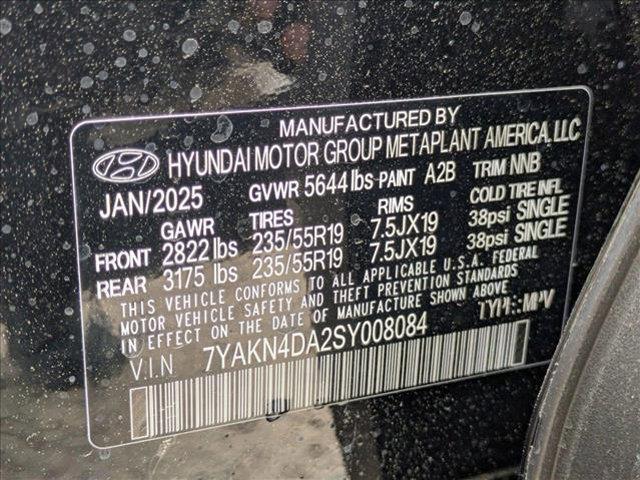 MANUFACTURED BY
HYUNDAI MOTOR GROUP METAPLANT AMERICA, LLC
JAN/2025 GVWR 5644 lbs PAINT A2B TRIM NNB
GAWR TIRES RIMS COLD TIRE INFL
FRONT 2822 lbs 235/55R19 7.5JX19 38psi SINGLE
REAR 3175 lbs 235/55R19 7.5JX19 38psi SINGLE
THIS VEHICLE CONFORMS TO ALL APPLICABLE U.S.A. FEDERAL
MOTOR VEHICLE SAFETY AND THEFT PREVENTION STANDARDS
IN EFFECT ON THE DATE OF MANUFACTURE SHOWN ABOVE
V.I.N 7YAKN4DA2SY008084 TYPE:MPV